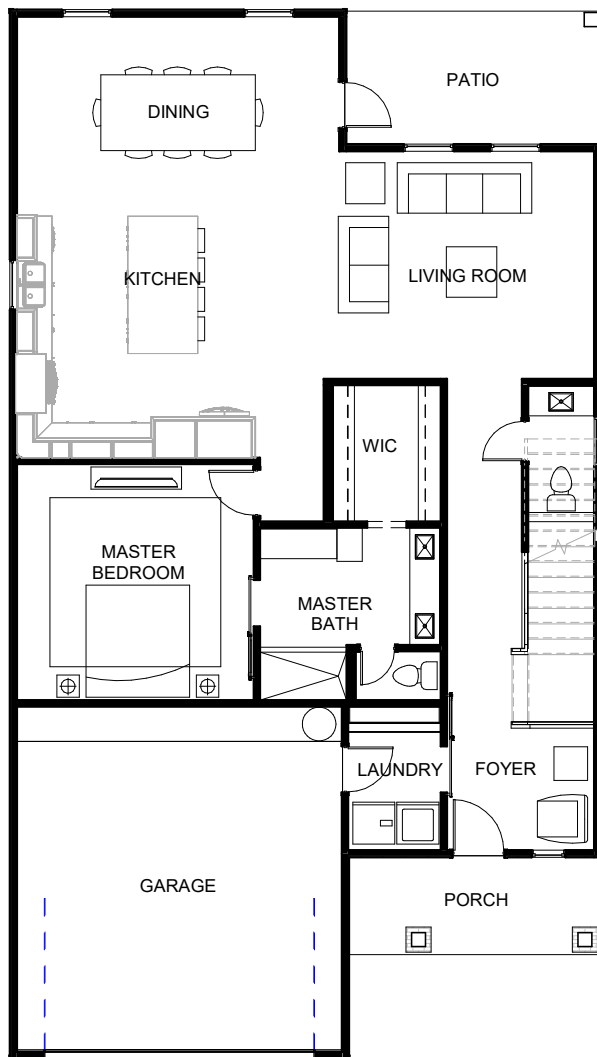 PATIO
DINING
KITCHEN
LIVING ROOM
WIC
MASTER
BEDROOM
MASTER
BATH
LAUNDRY
FOYER
GARAGE
PORCH